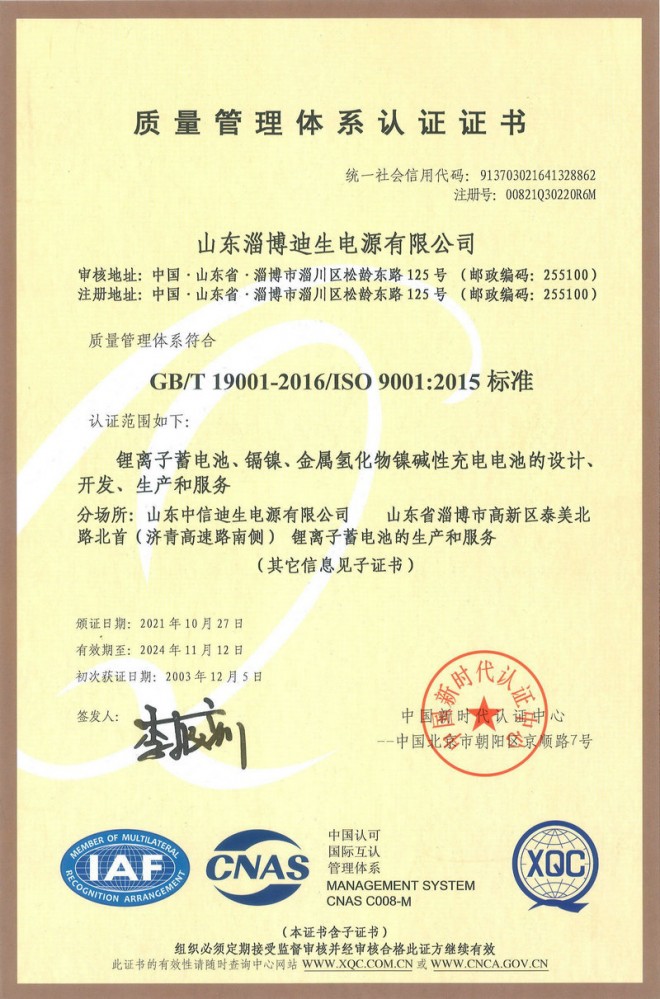 质量管理体系认证证书
统一社会信用代码：913703021641328862
注册号：00821Q30220R6M
山东淄博迪生电源有限公司
审核地址：中国·山东省·淄博市淄川区松龄东路125号（邮政编码：255100）
注册地址：中国·山东省·淄博市淄川区松龄东路125号（邮政编码：255100）
质量管理体系符合
GB/T 19001-2016/ISO 9001:2015 标准
认证范围如下：
锂离子蓄电池、镉镍、金属氢化物镍碱性充电电池的设计、
开发、生产和服务
分场所：山东中信迪生电源有限公司 山东省淄博市高新区泰美北
路北首（济青高速路南侧） 锂离子蓄电池的生产和服务
（其它信息见子证书）
颁证日期：2021年10月27日
有效期至：2024年11月12日
初次获证日期：2003年12月5日
签发人：
中国新时代认证中心
中国新时代认证中心
--中国北京市朝阳区京顺路7号
MEMBER OF MULTILATERAL
IAF
RECOGNITION ARRANGEMENT
CNAS
中国认可
国际互认
管理体系
MANAGEMENT SYSTEM
CNAS C008-M
XQC
（本证书含子证书）
组织必须定期接受监督审核并经审核合格此证方继续有效
此证书的有效性请随时查询中心网站 WWW.XQC.COM.CN 或 WWW.CNCA.GOV.CN